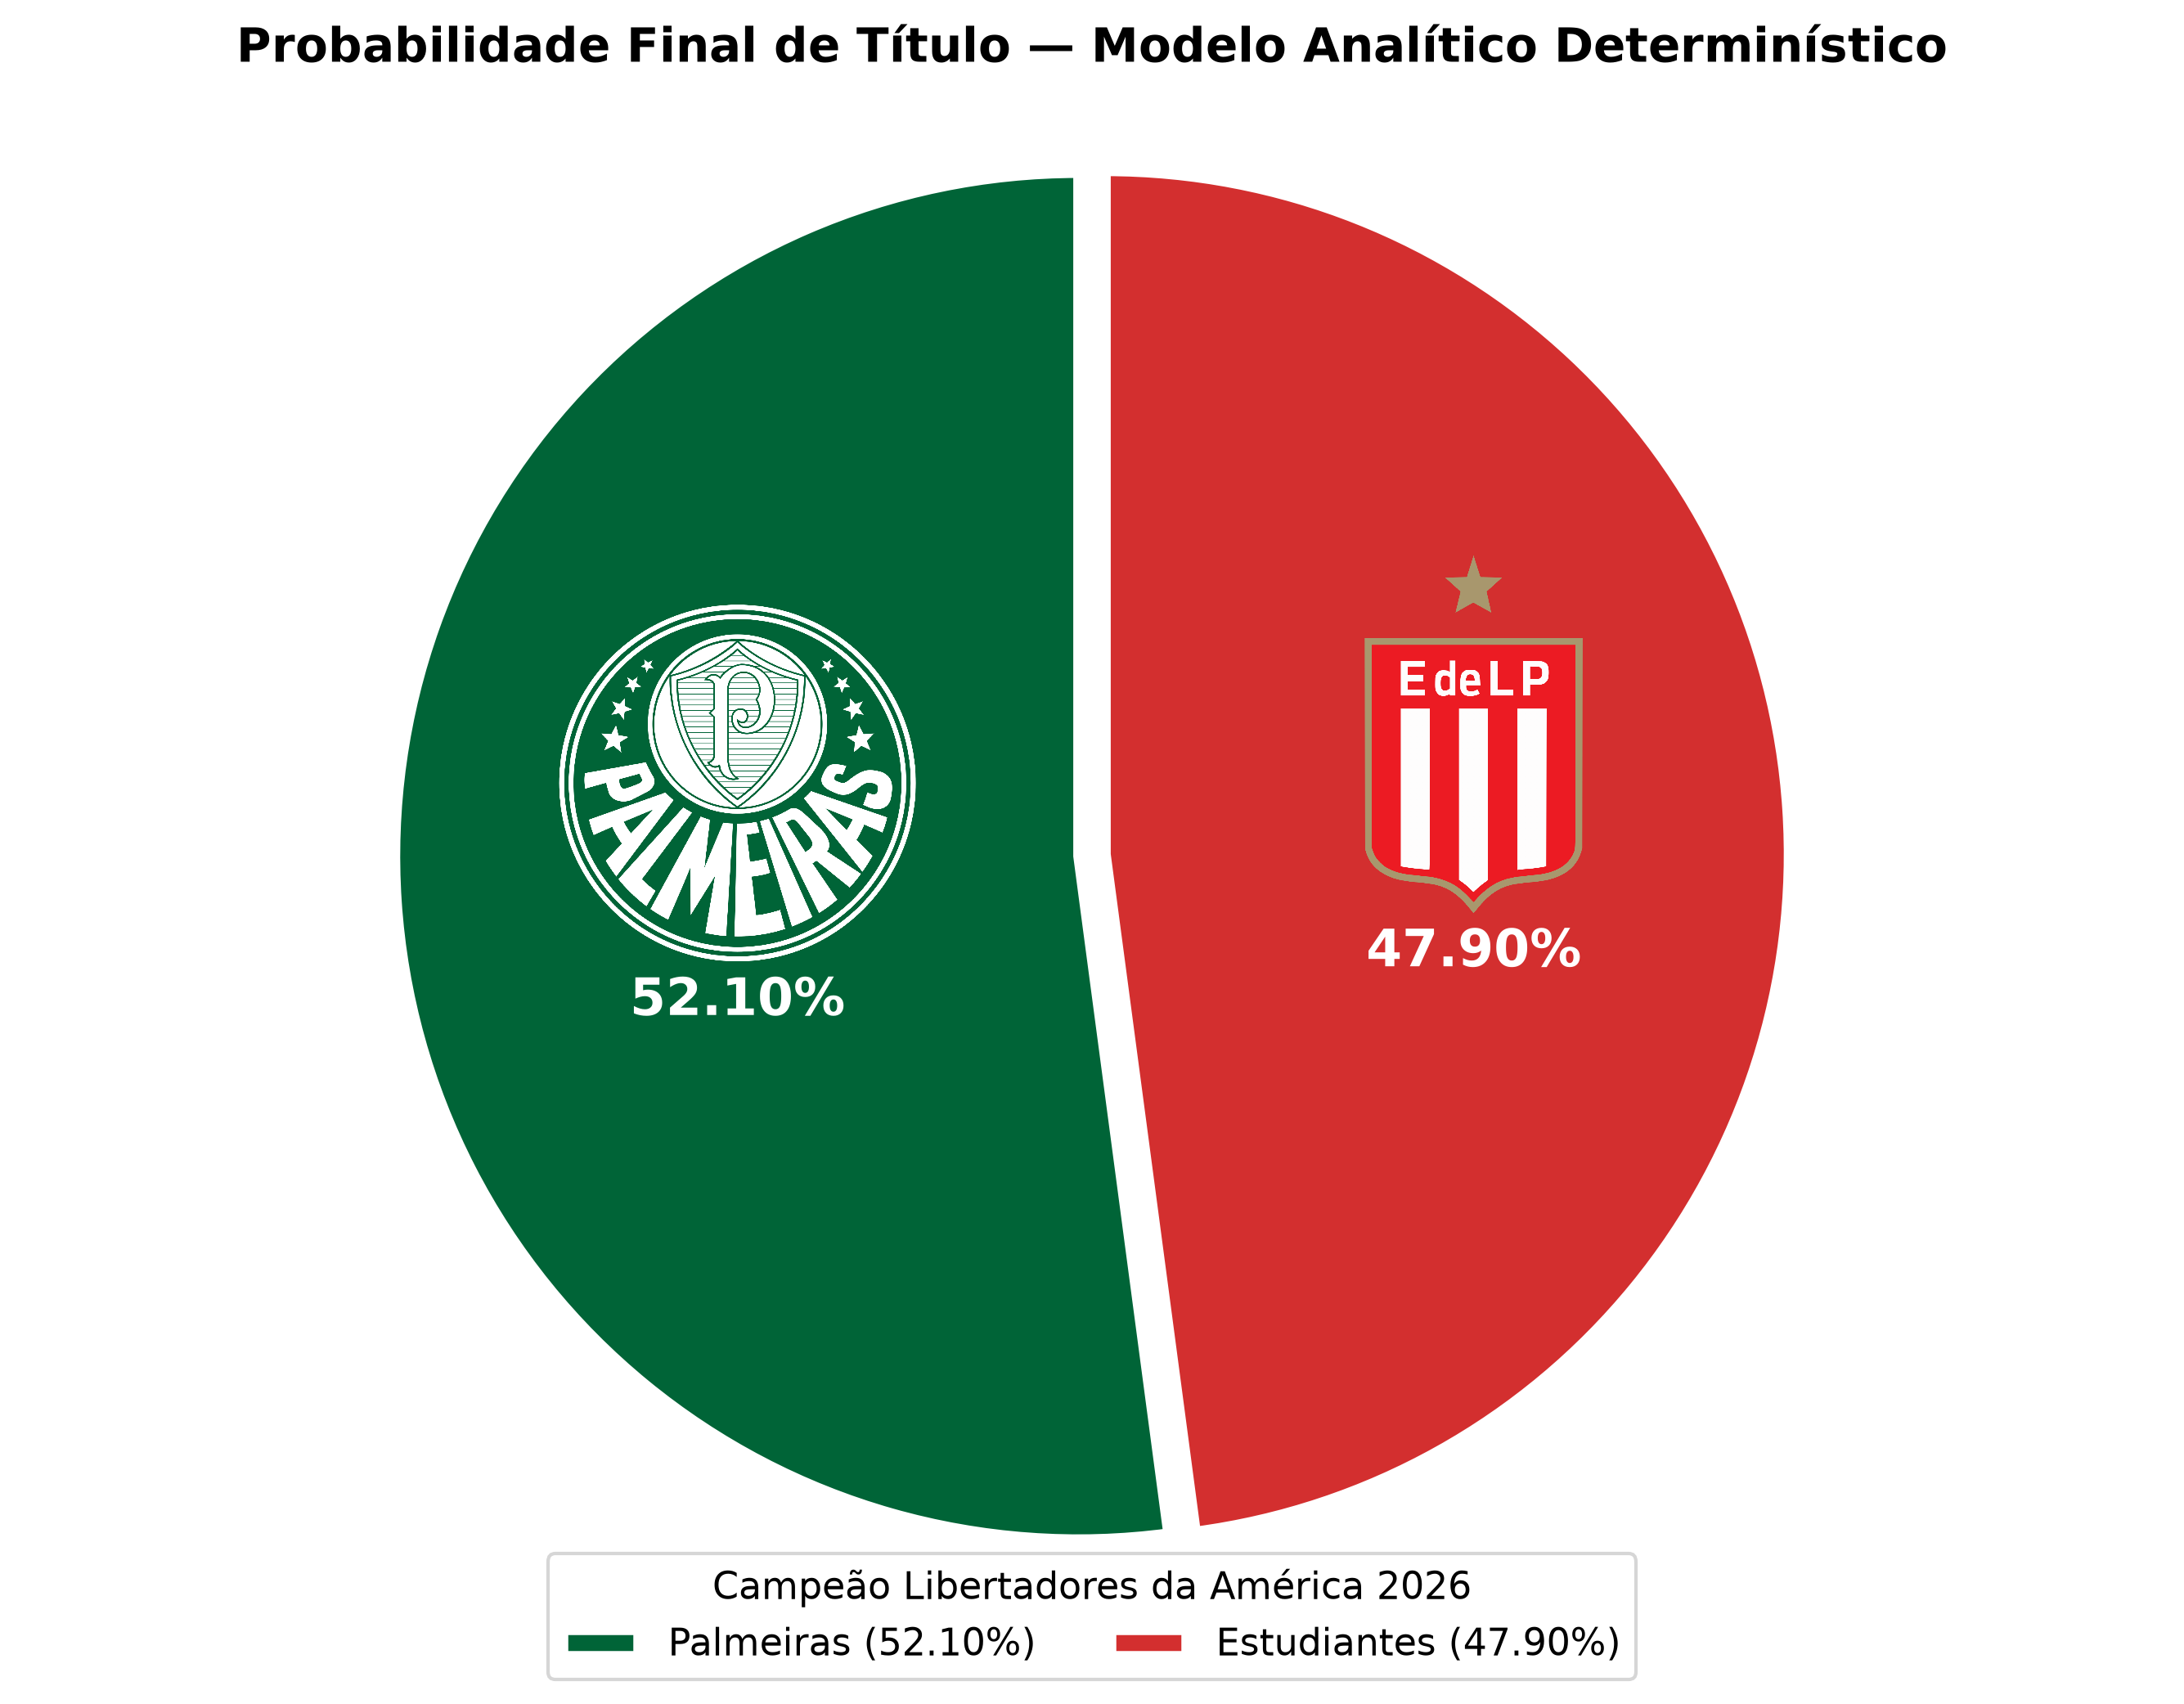 Probabilidade Final de Título — Modelo Analítico Determinístico
P
PALMEIRAS
52.10%
EdeLP
47.90%
Campeão Libertadores da América 2026
Palmeiras (52.10%)
Estudiantes (47.90%)